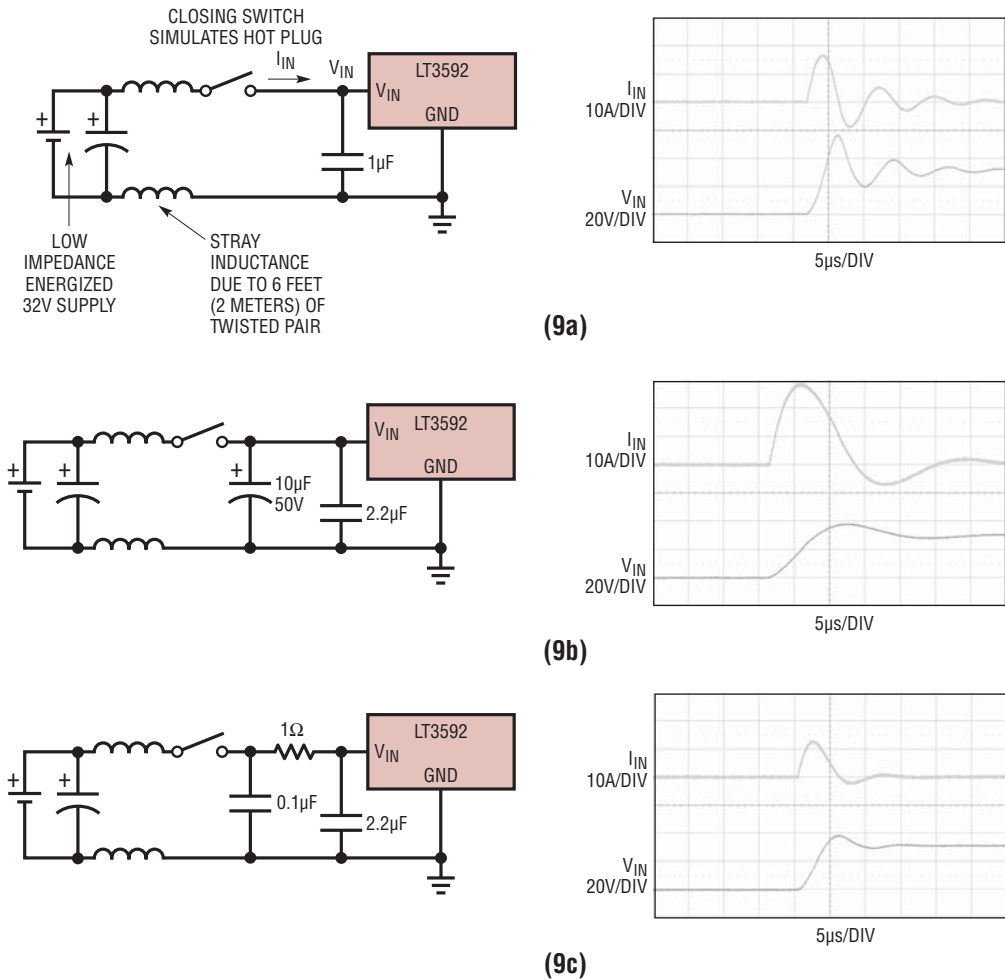 CLOSING SWITCH
SIMULATES HOT PLUG
I_IN
V_IN
LT3592
V_IN
GND
+
+
1µF
LOW
IMPEDANCE
ENERGIZED
32V SUPPLY
STRAY
INDUCTANCE
DUE TO 6 FEET
(2 METERS) OF
TWISTED PAIR
I_IN
10A/DIV
V_IN
20V/DIV
5µs/DIV
(9a)
LT3592
V_IN
GND
+
+
+
10µF
50V
2.2µF
I_IN
10A/DIV
V_IN
20V/DIV
5µs/DIV
(9b)
1Ω
LT3592
V_IN
GND
+
+
0.1µF
2.2µF
I_IN
10A/DIV
V_IN
20V/DIV
5µs/DIV
(9c)